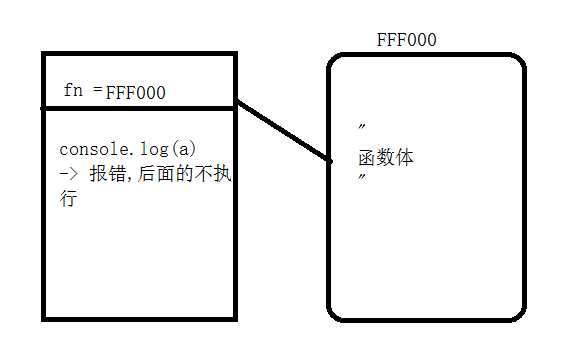 FFF000
fn =FFF000
console.log(a)
-> 报错,后面的不执
行
"
函数体
"